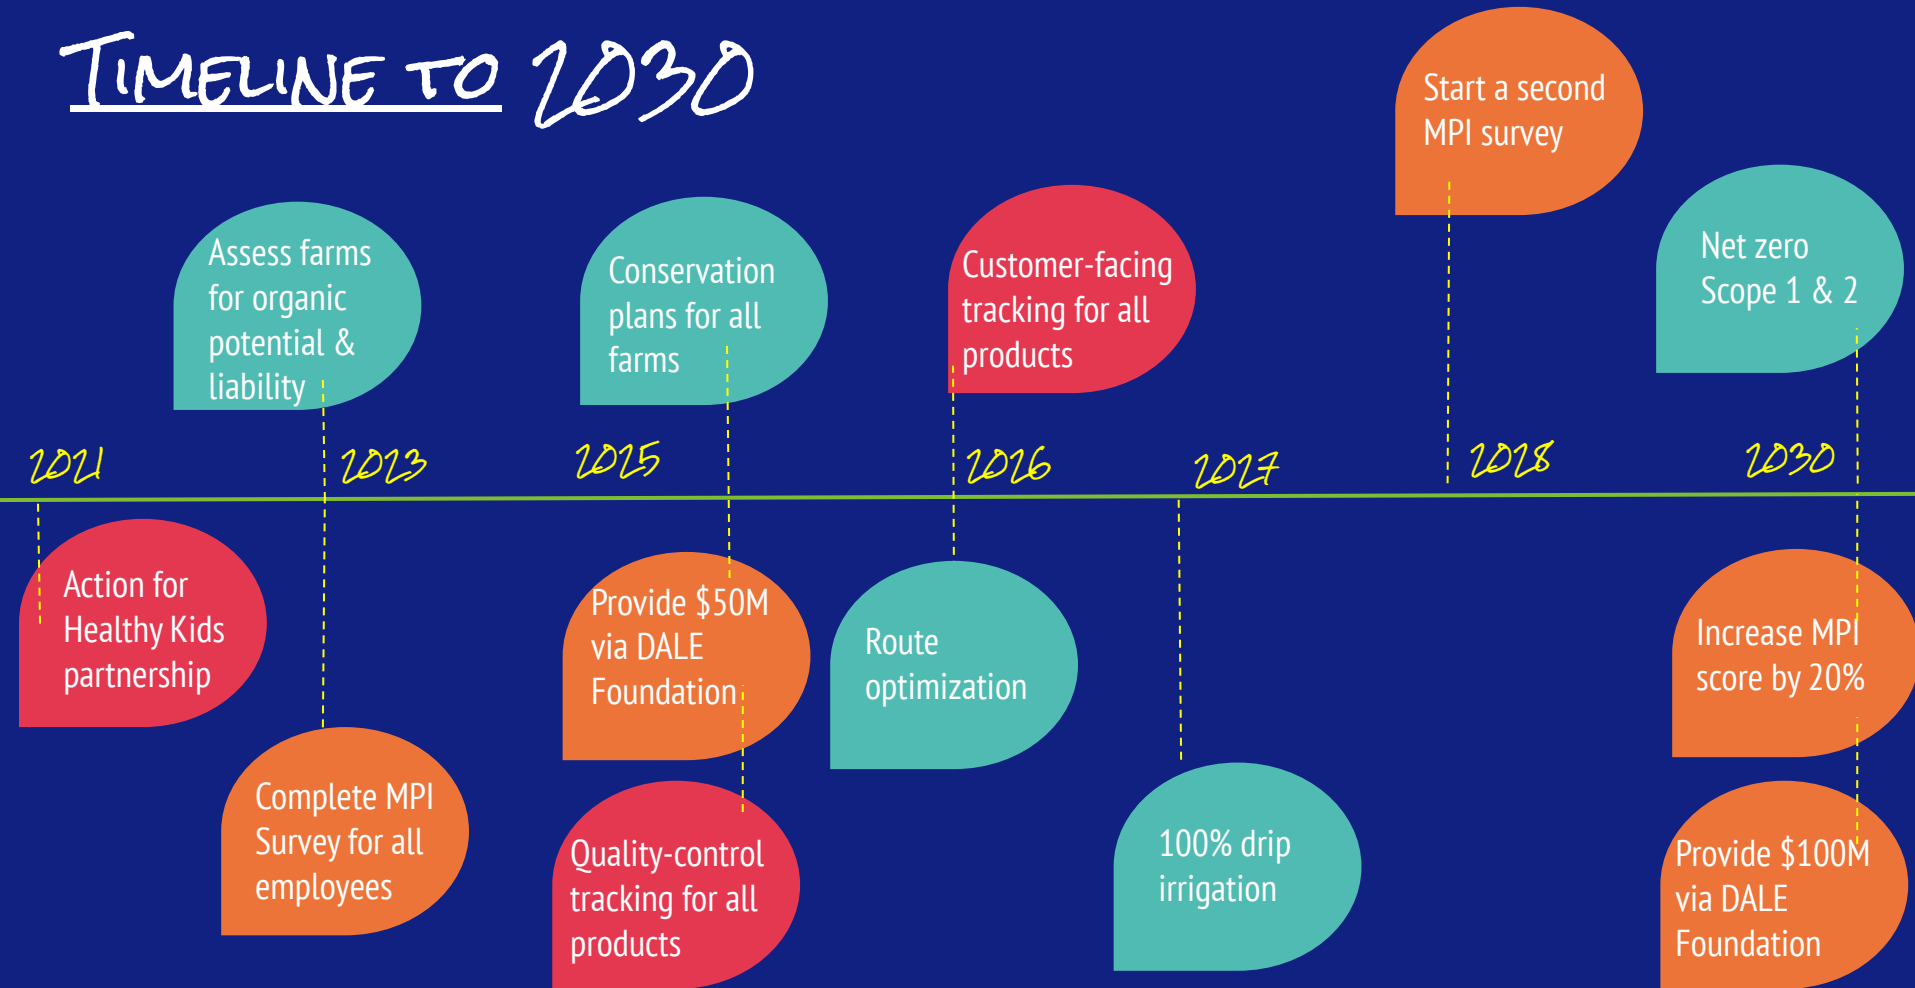 TIMELINE TO 2030
Start a second
MPI survey
Assess farms
for organic
potential &
liability
Conservation
plans for all
farms
Customer-facing
tracking for all
products
Net zero
Scope 1 & 2
2021
2023
2025
2026
2027
2028
2030
Action for
Healthy Kids
partnership
Complete MPI
Survey for all
employees
Provide $50M
via DALE
Foundation
Quality-control
tracking for all
products
Route
optimization
100% drip
irrigation
Increase MPI
score by 20%
Provide $100M
via DALE
Foundation